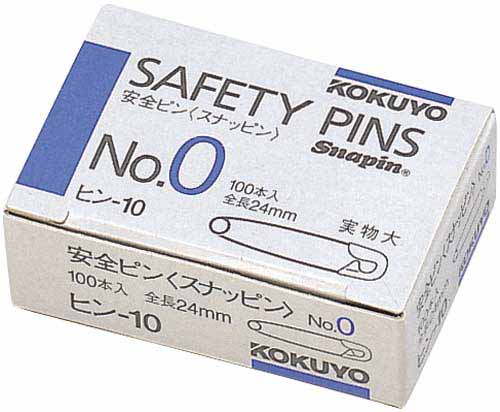 KOKUYO
SAFETY PINS
安全ピン〈スナッピン〉
Snapin®
No.0
100本入
全長24mm
ヒン-10
実物大
安全ピン〈スナッピン〉 No.0
100本入 全長24mm
ヒン-10
KOKUYO